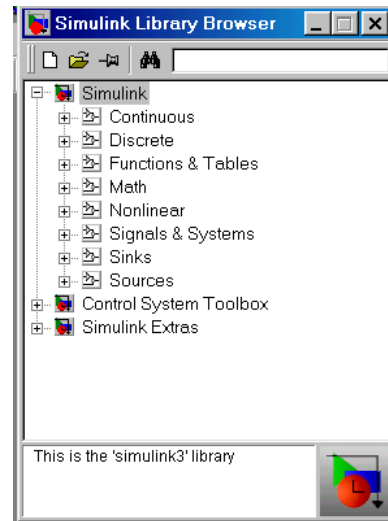 Simulink Library Browser
Simulink
Continuous
Discrete
Functions & Tables
Math
Nonlinear
Signals & Systems
Sinks
Sources
Control System Toolbox
Simulink Extras
This is the 'simulink3' library